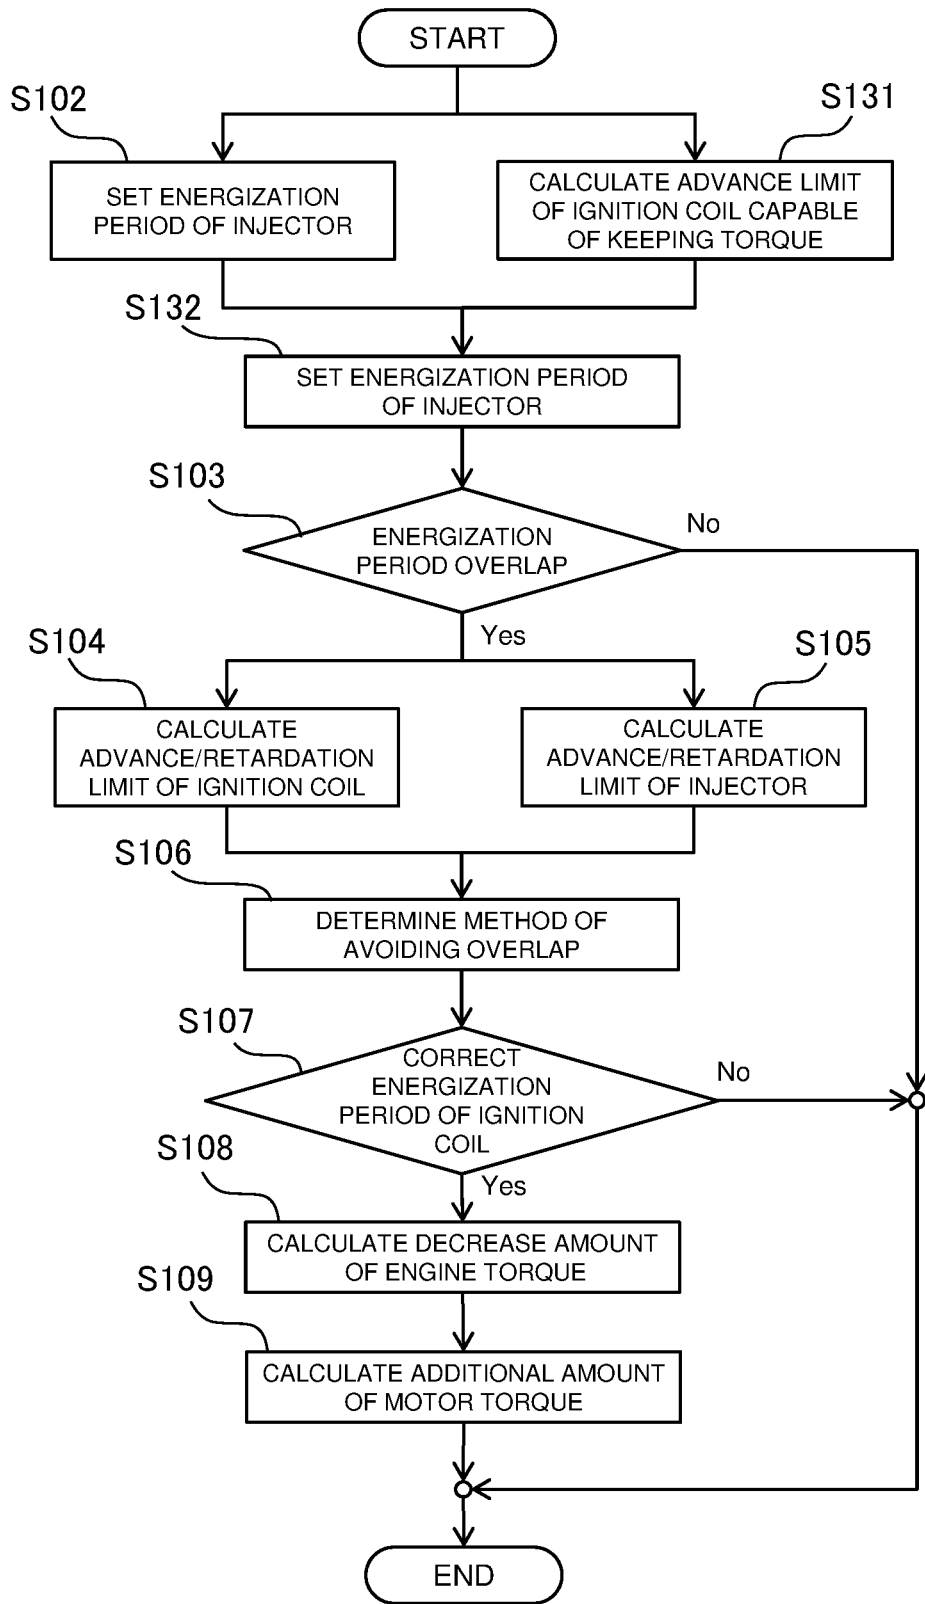 START
S102
S131
SET ENERGIZATION
PERIOD OF INJECTOR
CALCULATE ADVANCE LIMIT
OF IGNITION COIL CAPABLE
OF KEEPING TORQUE
S132
SET ENERGIZATION PERIOD
OF INJECTOR
S103
ENERGIZATION
PERIOD OVERLAP
No
Yes
S104
S105
CALCULATE
ADVANCE/RETARDATION
LIMIT OF IGNITION COIL
CALCULATE
ADVANCE/RETARDATION
LIMIT OF INJECTOR
S106
DETERMINE METHOD OF
AVOIDING OVERLAP
S107
CORRECT
ENERGIZATION
PERIOD OF IGNITION
COIL
No
Yes
S108
CALCULATE DECREASE AMOUNT
OF ENGINE TORQUE
S109
CALCULATE ADDITIONAL AMOUNT
OF MOTOR TORQUE
END